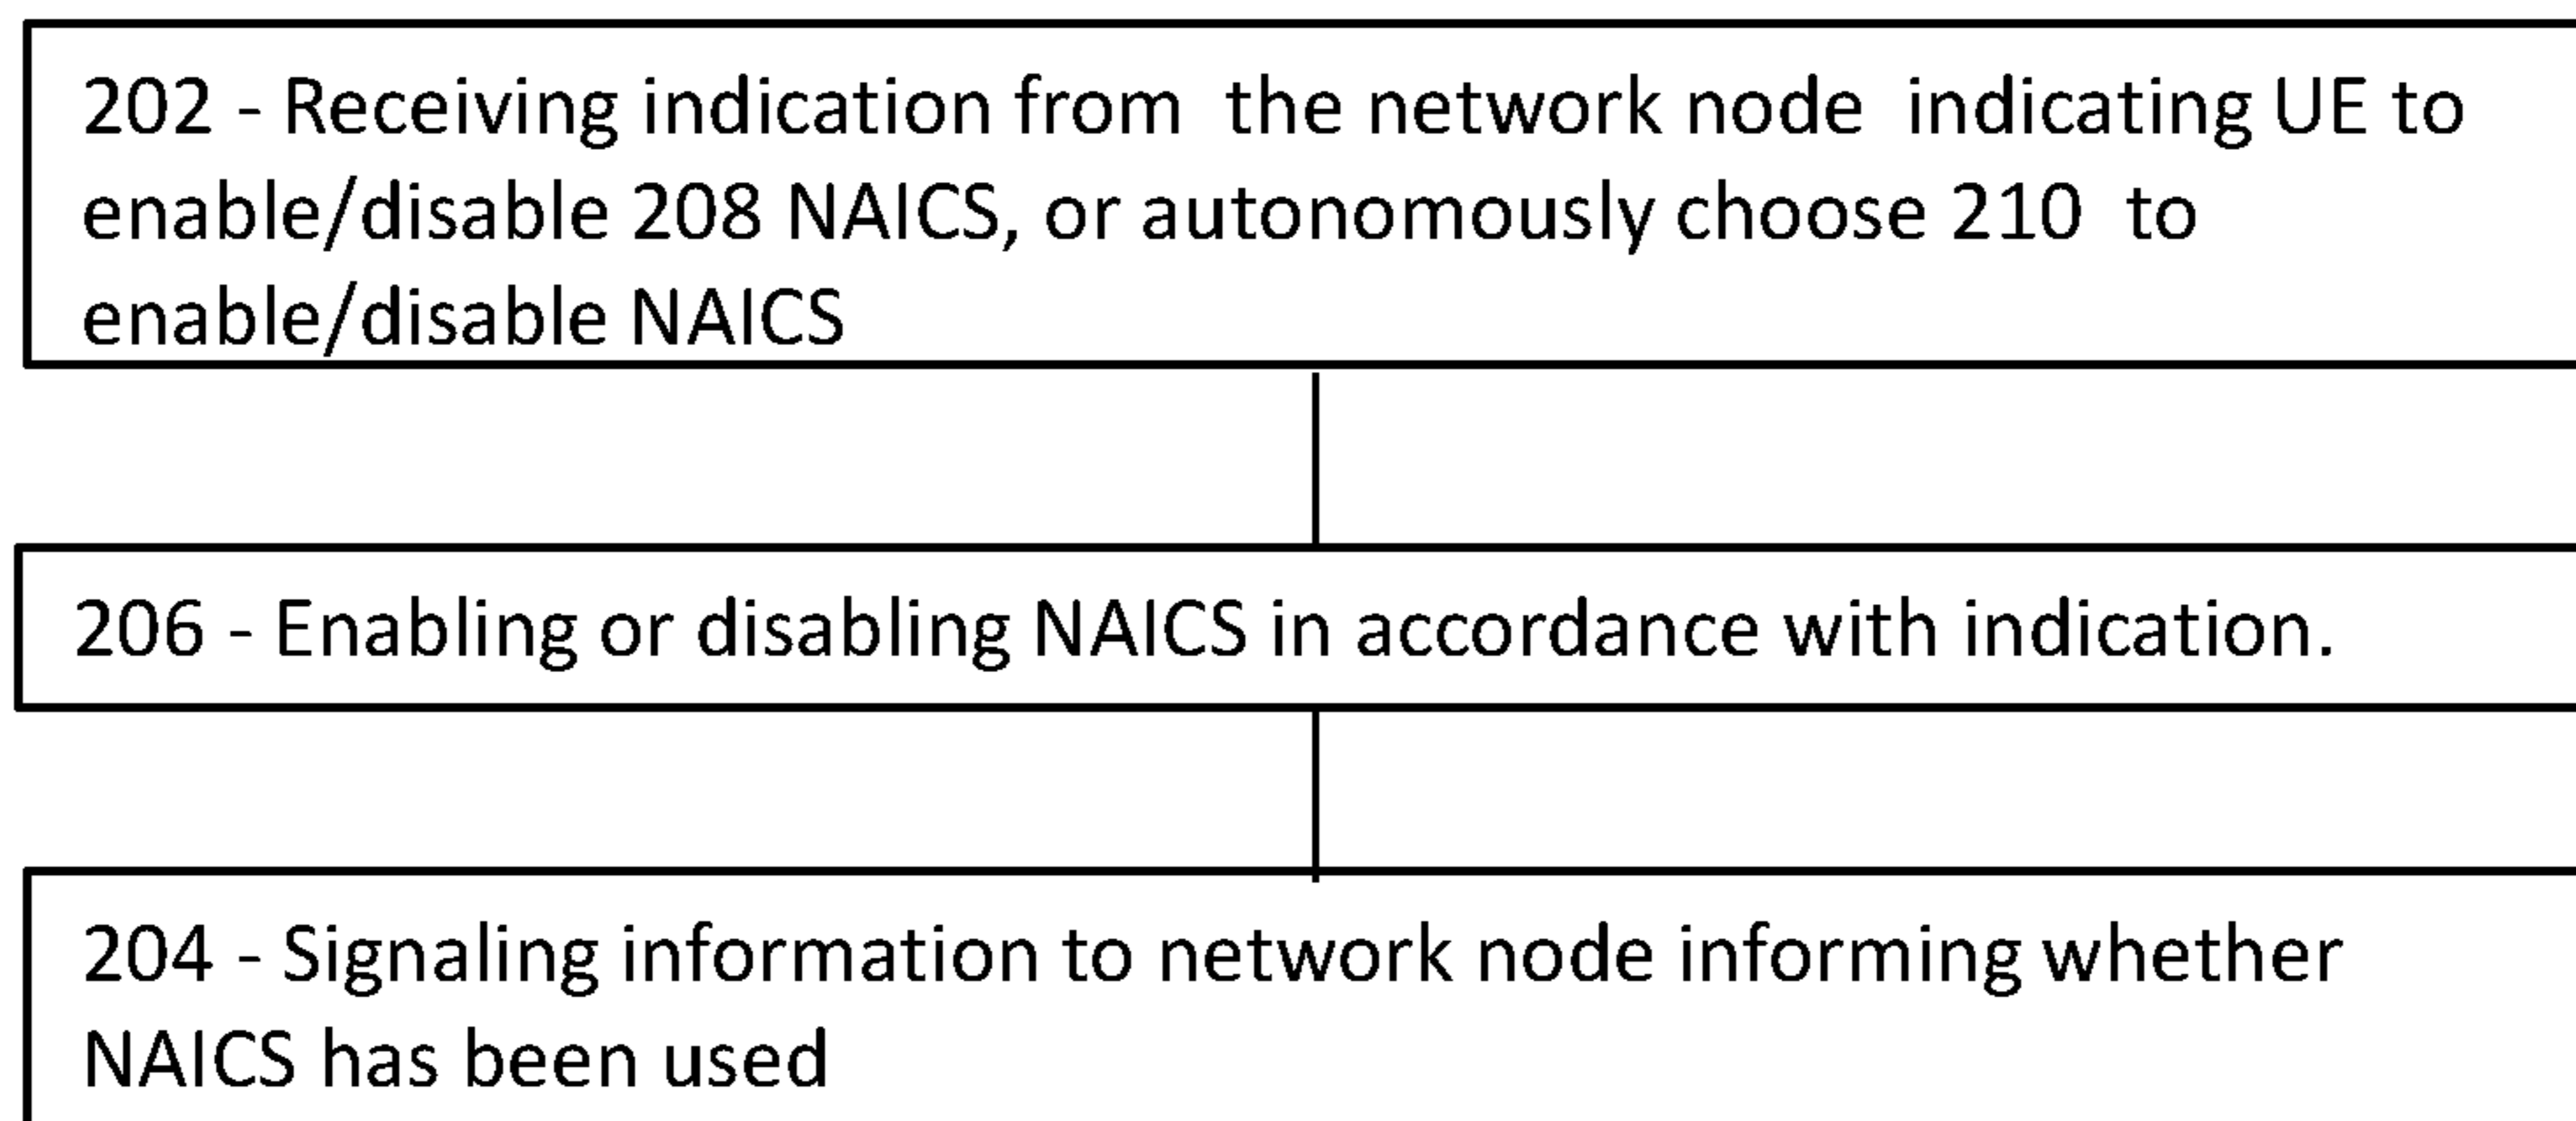 202 - Receiving indication from the network node indicating UE to
enable/disable 208 NAICS, or autonomously choose 210 to
enable/disable NAICS
206 - Enabling or disabling NAICS in accordance with indication.
204 - Signaling information to network node informing whether
NAICS has been used